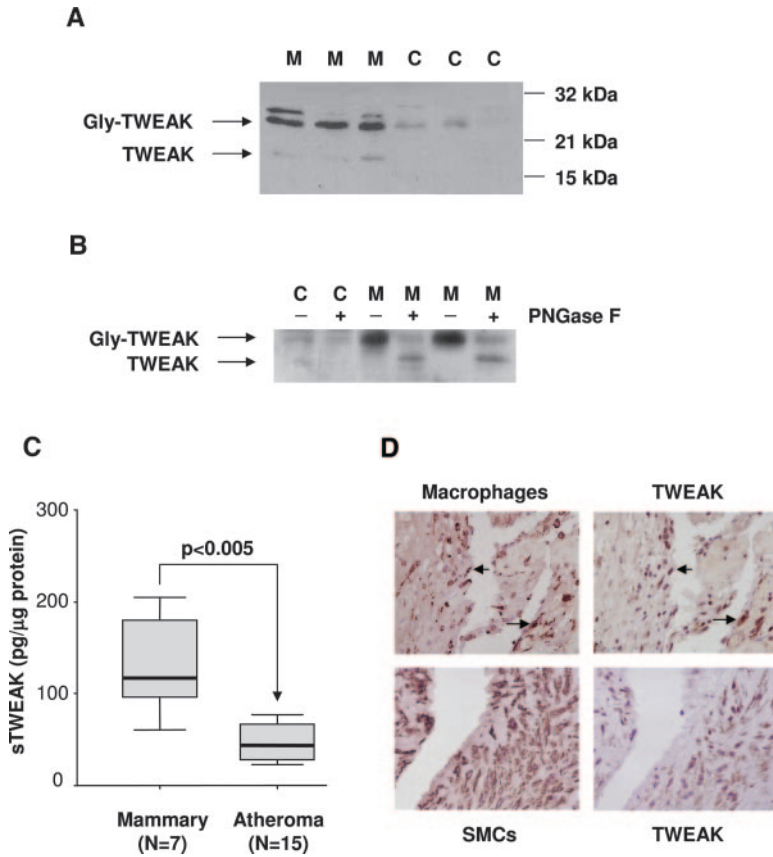 A
M M M C C C
32 kDa
Gly-TWEAK
21 kDa
TWEAK
15 kDa
B
C C M M M M
– + – + – + PNGase F
Gly-TWEAK
TWEAK
C
300
p<0.005
200
100
0
sTWEAK (pg/μg protein)
Mammary Atheroma
(N=7) (N=15)
D
Macrophages TWEAK
SMCs TWEAK